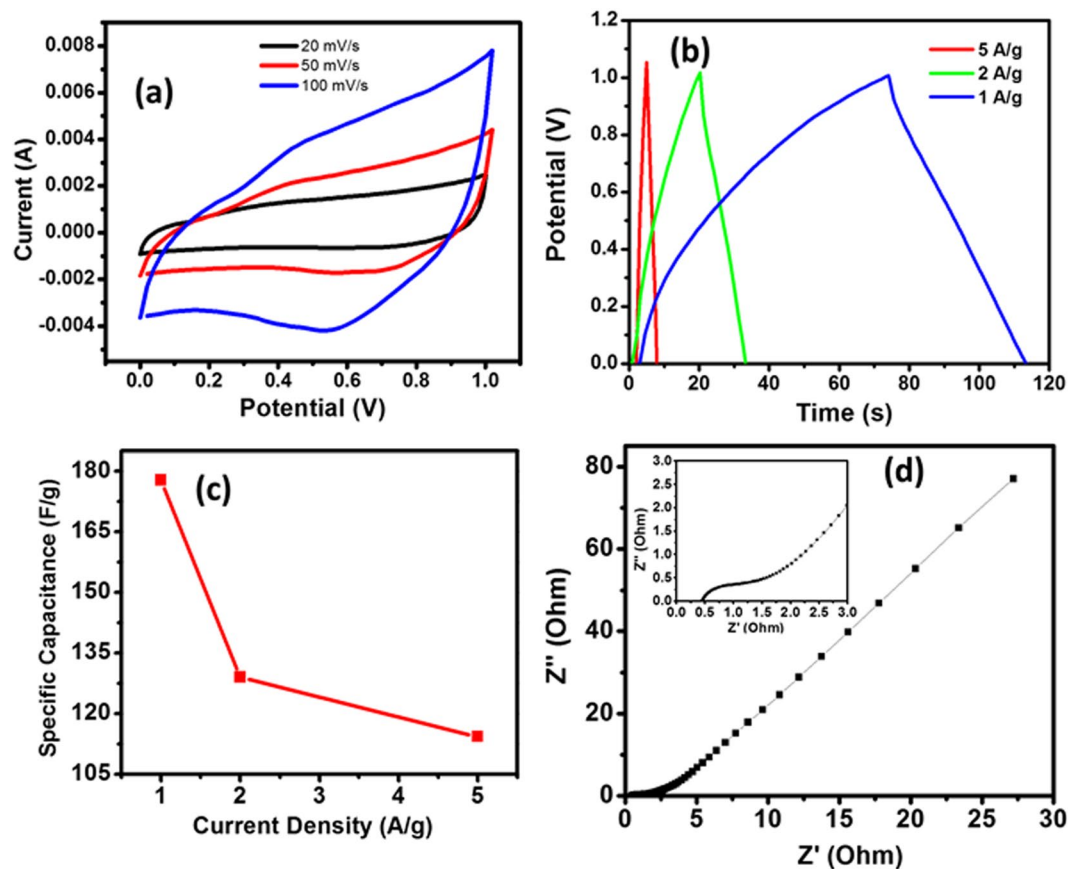 (a)
20 mV/s
50 mV/s
100 mV/s
0.008
0.006
0.004
0.002
0.000
-0.002
-0.004
Current (A)
0.0 0.2 0.4 0.6 0.8 1.0
Potential (V)
(b)
5 A/g
2 A/g
1 A/g
1.2
1.0
0.8
0.6
0.4
0.2
0.0
Potential (V)
0 20 40 60 80 100 120
Time (s)
(c)
180
165
150
135
120
105
Specific Capacitance (F/g)
1 2 3 4 5
Current Density (A/g)
(d)
80
60
40
20
0
Z'' (Ohm)
0 5 10 15 20 25 30
Z' (Ohm)
3.0
2.5
2.0
1.5
1.0
0.5
0.0
Z'' (Ohm)
0.0 0.5 1.0 1.5 2.0 2.5 3.0
Z' (Ohm)